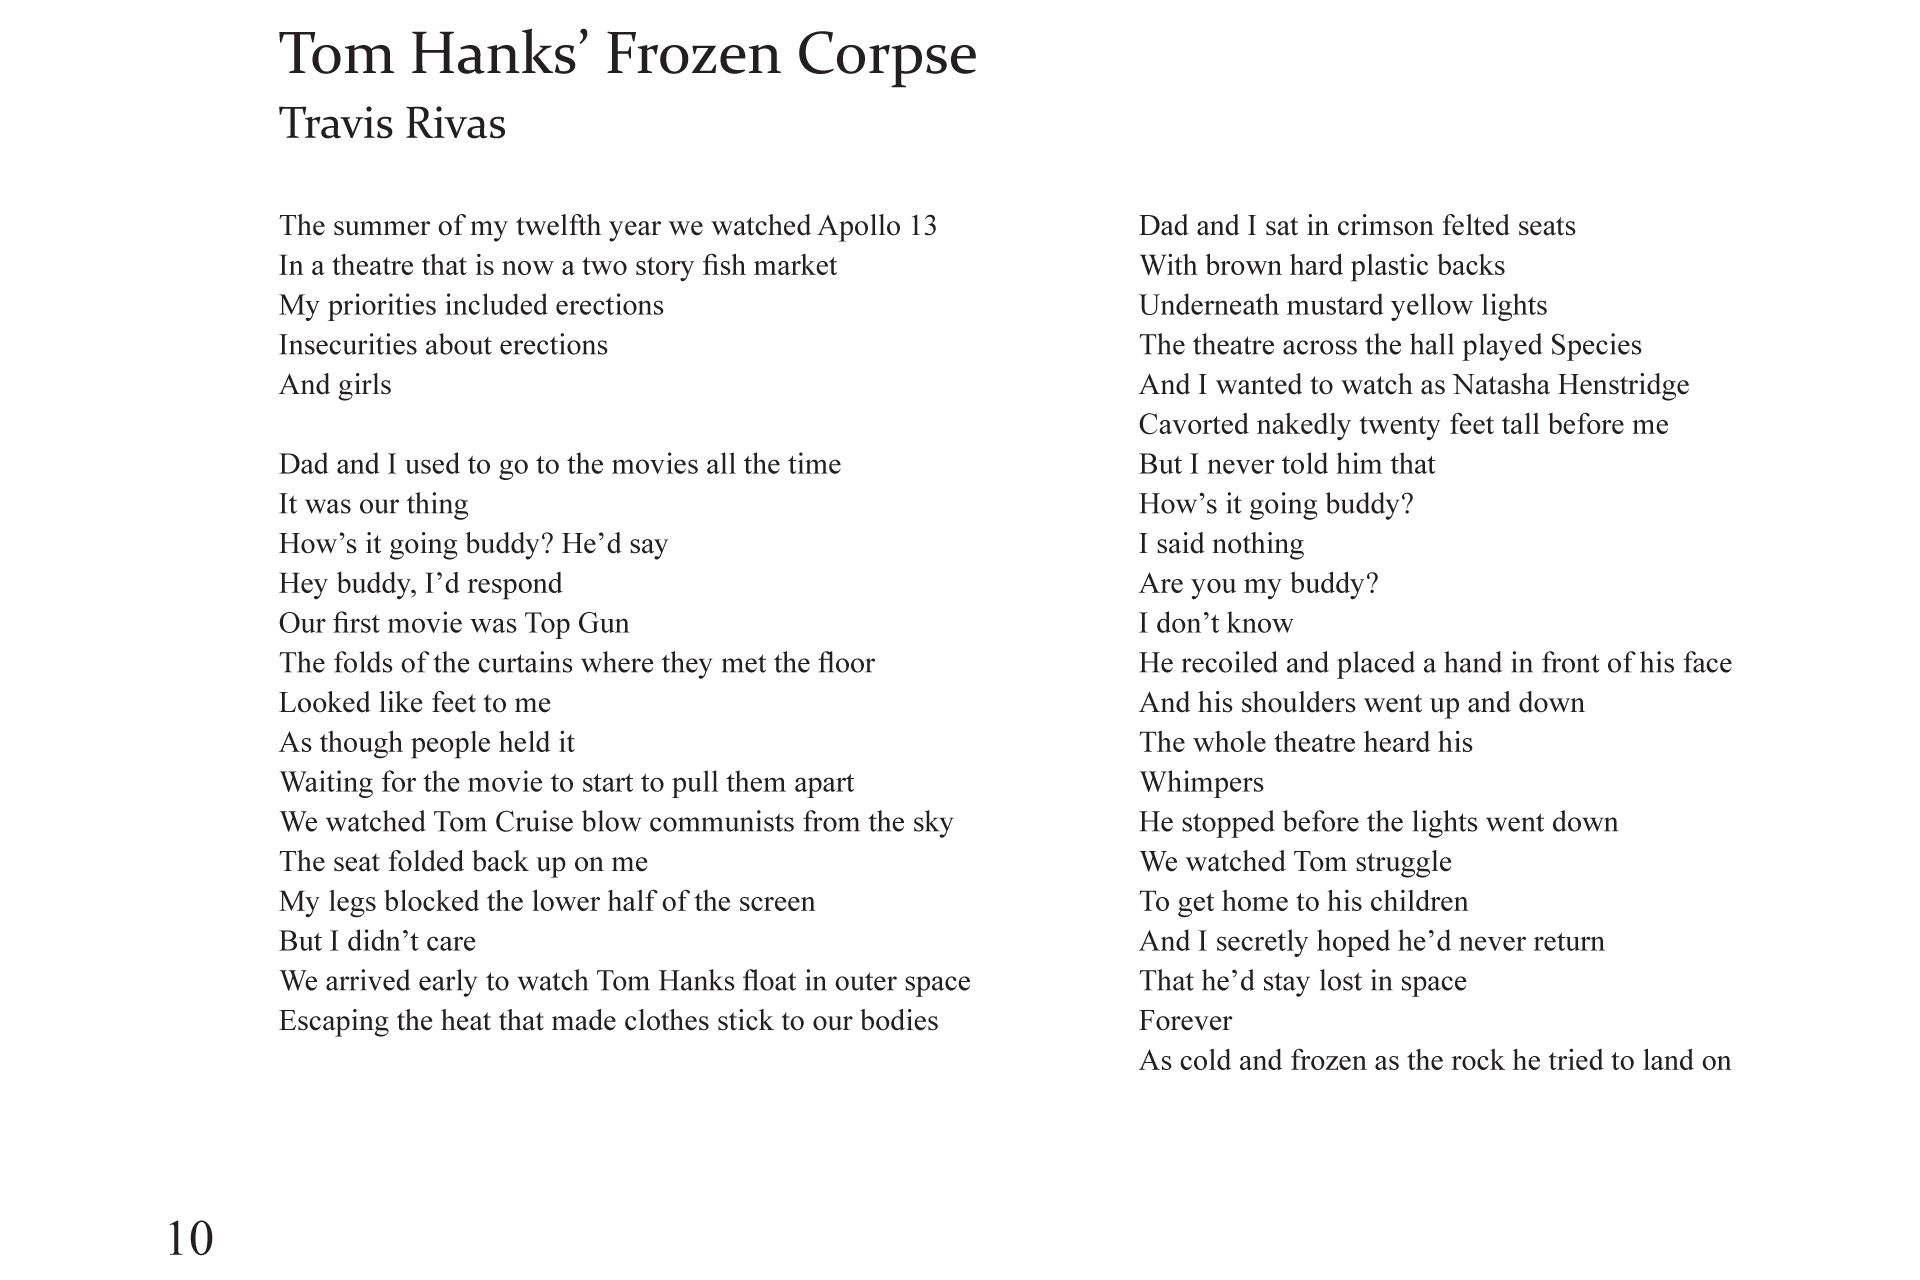 Tom Hanks’ Frozen Corpse
Travis Rivas
The summer of my twelfth year we watched Apollo 13
In a theatre that is now a two story fish market
My priorities included erections
Insecurities about erections
And girls
Dad and I used to go to the movies all the time
It was our thing
How’s it going buddy? He’d say
Hey buddy, I’d respond
Our first movie was Top Gun
The folds of the curtains where they met the floor
Looked like feet to me
As though people held it
Waiting for the movie to start to pull them apart
We watched Tom Cruise blow communists from the sky
The seat folded back up on me
My legs blocked the lower half of the screen
But I didn’t care
We arrived early to watch Tom Hanks float in outer space
Escaping the heat that made clothes stick to our bodies
Dad and I sat in crimson felted seats
With brown hard plastic backs
Underneath mustard yellow lights
The theatre across the hall played Species
And I wanted to watch as Natasha Henstridge
Cavorted nakedly twenty feet tall before me
But I never told him that
How’s it going buddy?
I said nothing
Are you my buddy?
I don’t know
He recoiled and placed a hand in front of his face
And his shoulders went up and down
The whole theatre heard his
Whimpers
He stopped before the lights went down
We watched Tom struggle
To get home to his children
And I secretly hoped he’d never return
That he’d stay lost in space
Forever
As cold and frozen as the rock he tried to land on
10